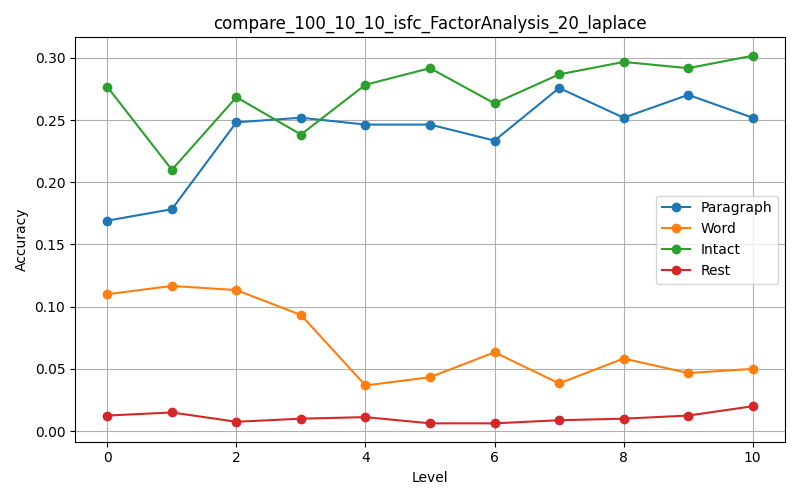 compare_100_10_10_isfc_FactorAnalysis_20_laplace
0.30
0.25
0.20
0.15
0.10
0.05
0.00
Accuracy
Paragraph
Word
Intact
Rest
0 2 4 6 8 10
Level